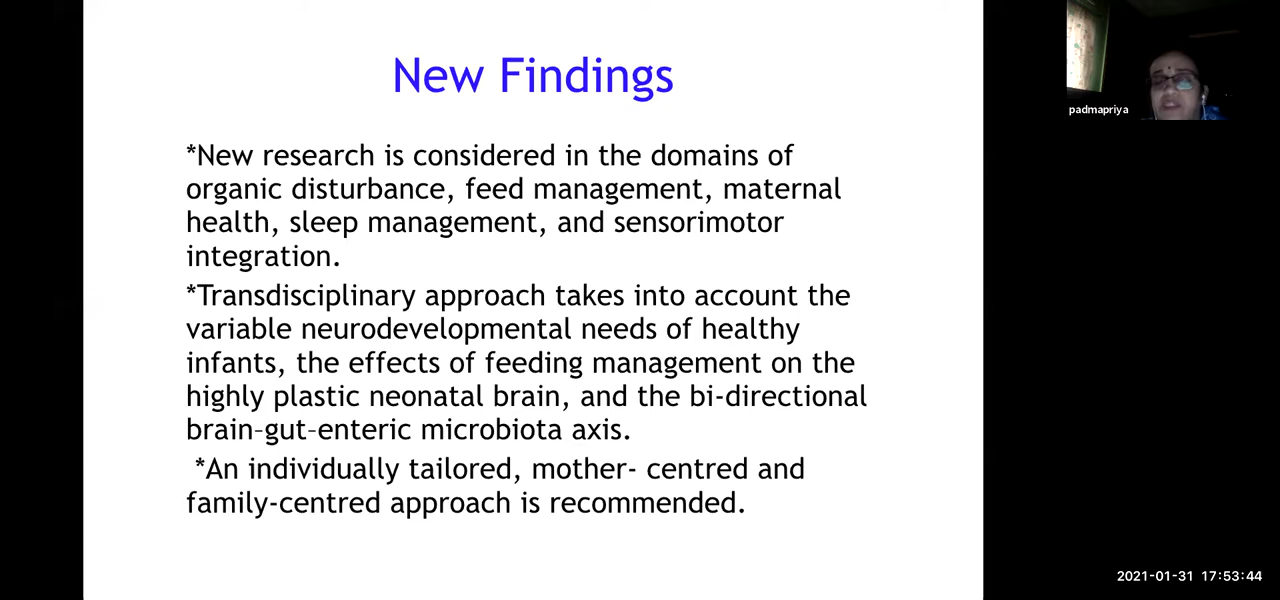 New Findings
*New research is considered in the domains of
organic disturbance, feed management, maternal
health, sleep management, and sensorimotor
integration.
*Transdisciplinary approach takes into account the
variable neurodevelopmental needs of healthy
infants, the effects of feeding management on the
highly plastic neonatal brain, and the bi-directional
brain–gut–enteric microbiota axis.
*An individually tailored, mother- centred and
family-centred approach is recommended.
padmapriya
2021-01-31 17:53:44